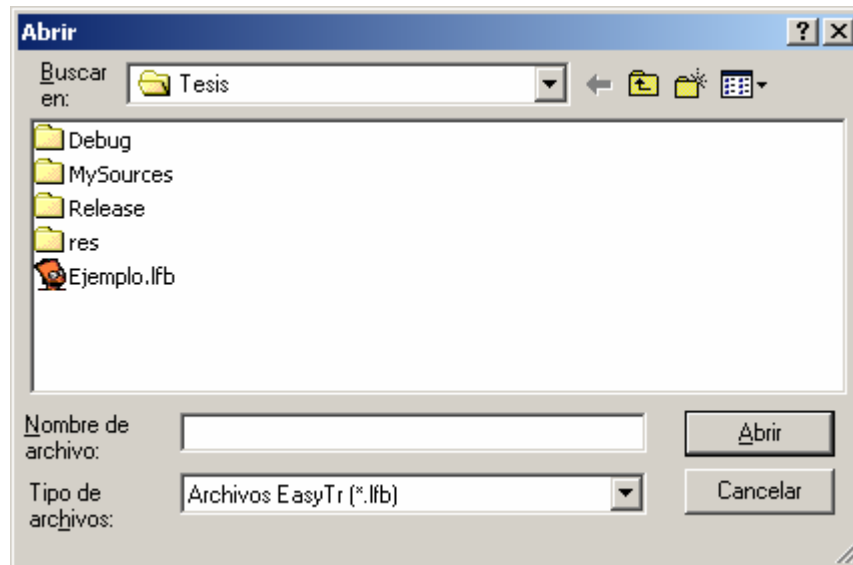 Abrir
Buscar
en:
Tesis
Debug
MySources
Release
res
Ejemplo.lfb
Nombre de
archivo:
Abrir
Tipo de
archivos:
Archivos EasyTr (*.lfb)
Cancelar